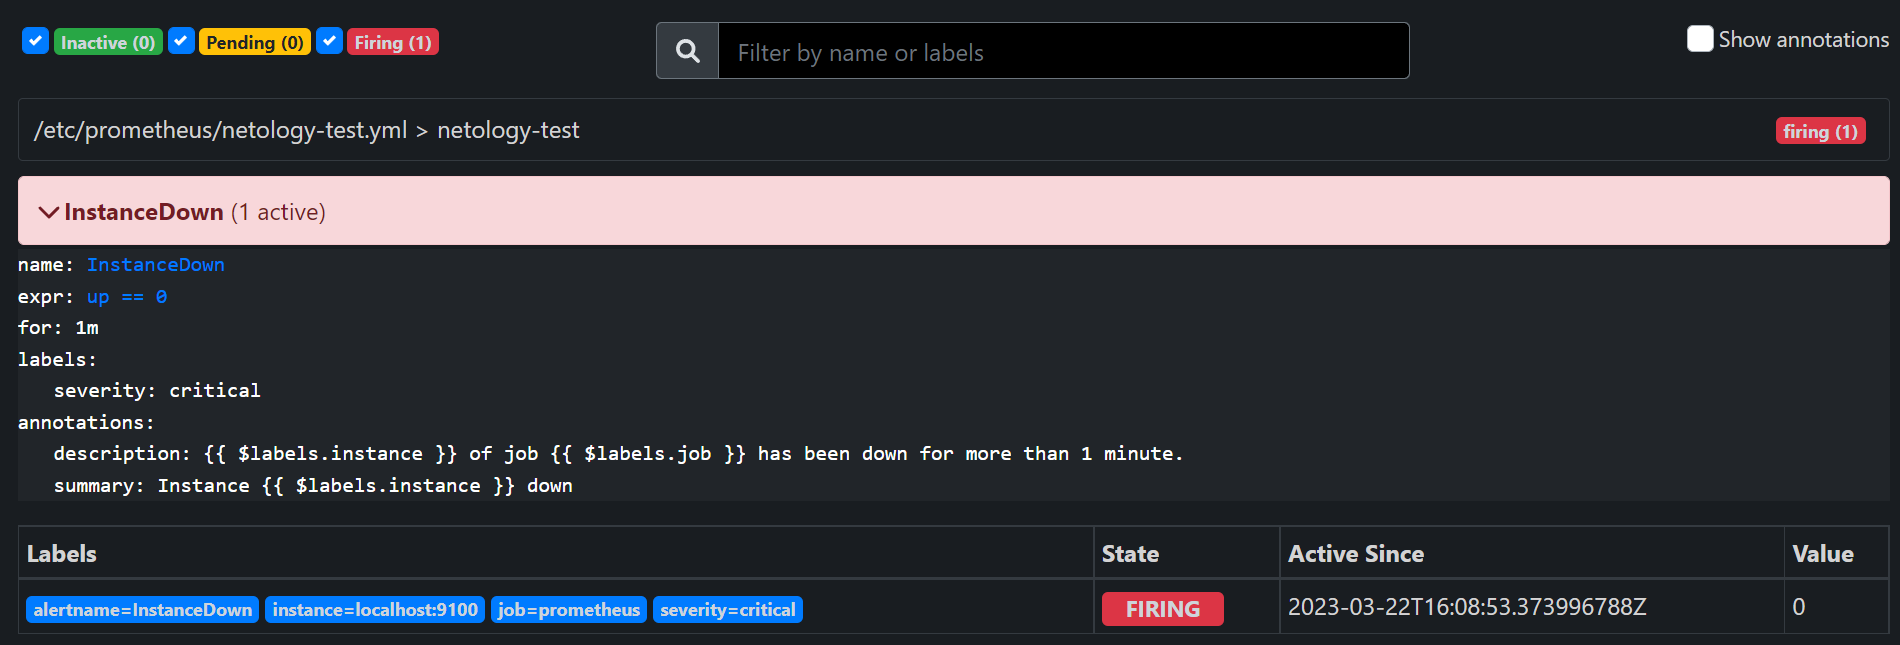 Inactive (0) Pending (0) Firing (1)
Filter by name or labels
Show annotations
/etc/prometheus/netology-test.yml > netology-test
firing (1)
InstanceDown (1 active)
name: InstanceDown
expr: up == 0
for: 1m
labels:
severity: critical
annotations:
description: {{ $labels.instance }} of job {{ $labels.job }} has been down for more than 1 minute.
summary: Instance {{ $labels.instance }} down
Labels State Active Since Value
alertname=InstanceDown instance=localhost:9100 job=prometheus severity=critical FIRING 2023-03-22T16:08:53.373996788Z 0